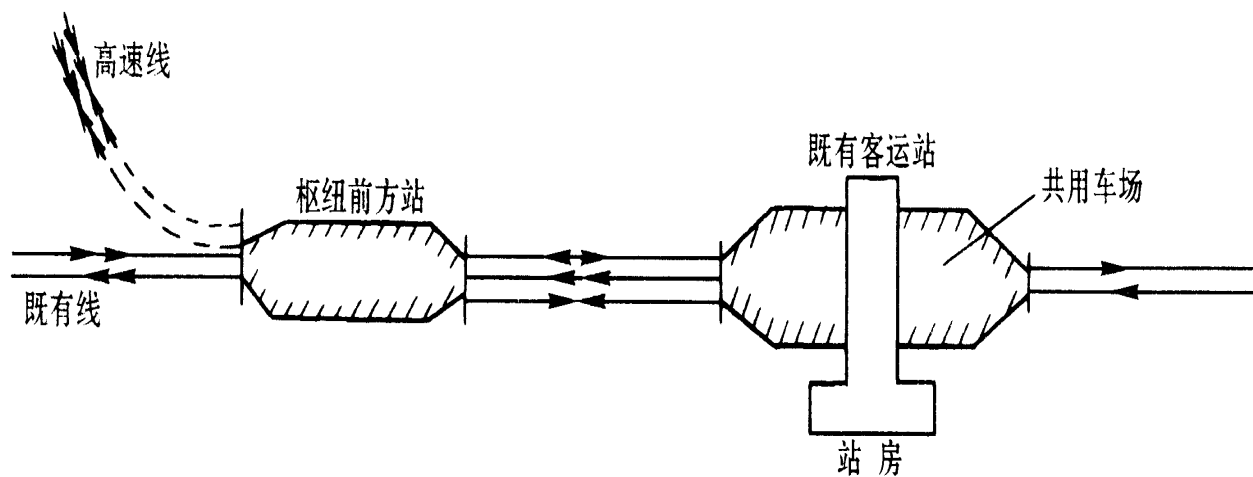 高速线
既有客运站
共用车场
枢纽前方站
既有线
站房